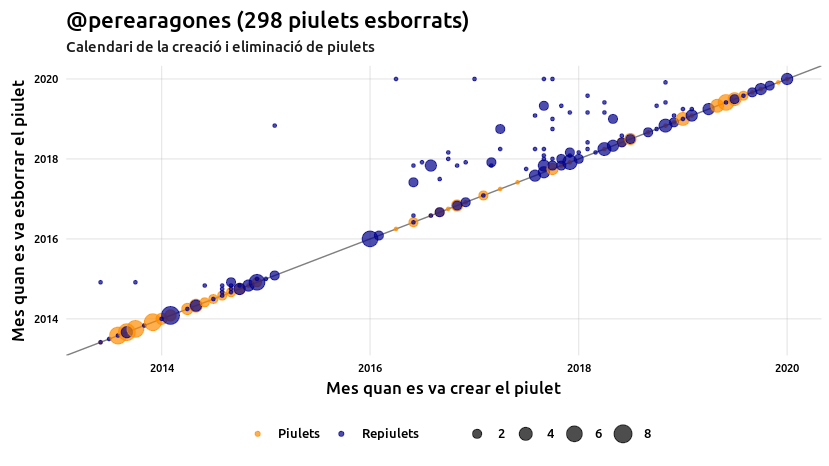 @perearagones (298 piulets esborrats)
Calendari de la creació i eliminació de piulets
Mes quan es va esborrar el piulet
2020
2018
2016
2014
2014 2016 2018 2020
Mes quan es va crear el piulet
Piulets Repiulets 2 4 6 8